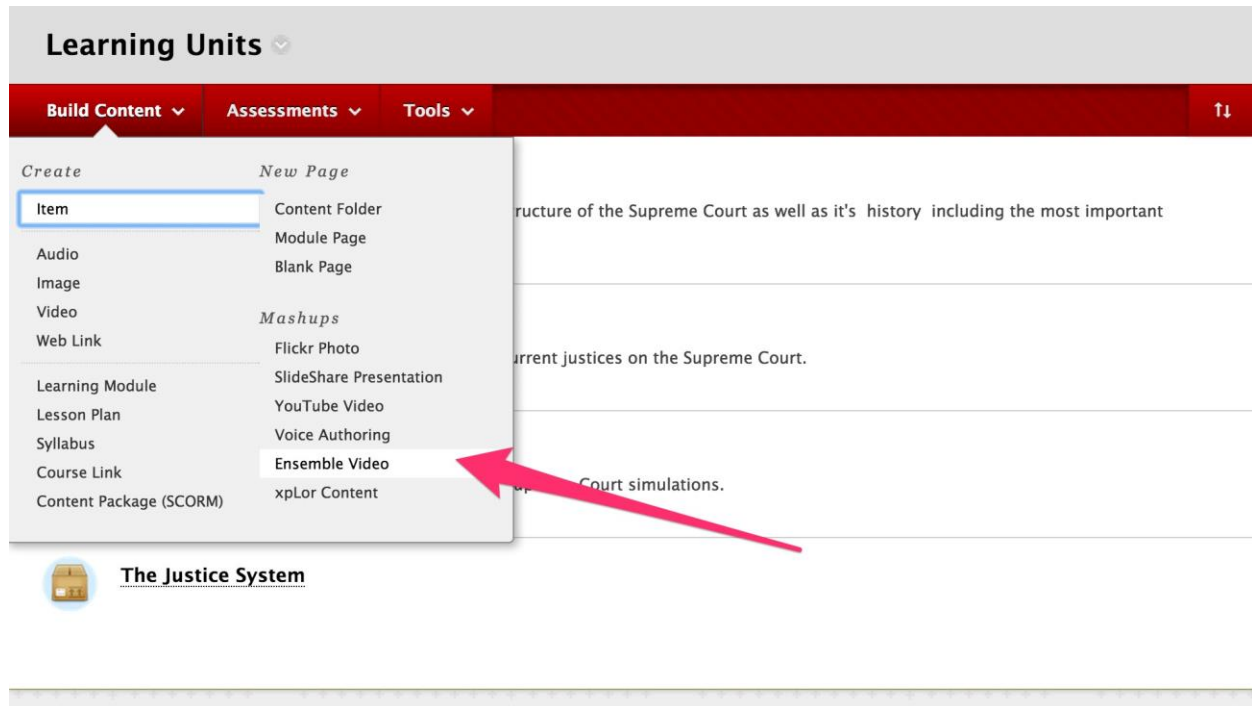 Learning Units
Build Content
Assessments
Tools
Create
Item
Audio
Image
Video
Web Link
Learning Module
Lesson Plan
Syllabus
Course Link
Content Package (SCORM)
New Page
Content Folder
Module Page
Blank Page
Mashups
Flickr Photo
SlideShare Presentation
YouTube Video
Voice Authoring
Ensemble Video
xpLor Content
of the Supreme Court as well as it's history including the most important
justices on the Supreme Court.
Court simulations.
The Justice System